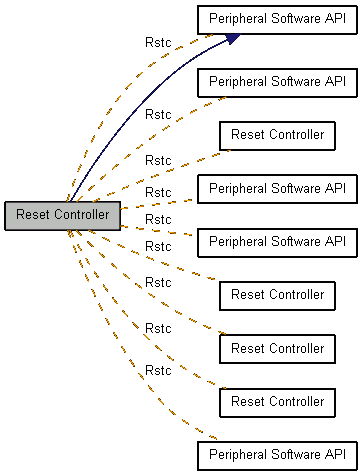 Peripheral Software API
Rstc
Peripheral Software API
Rstc
Reset Controller
Rstc
Peripheral Software API
Rstc
Reset Controller
Rstc
Peripheral Software API
Rstc
Reset Controller
Rstc
Reset Controller
Rstc
Reset Controller
Rstc
Peripheral Software API